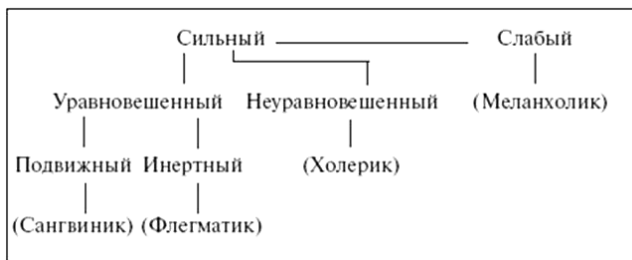 Сильный Слабый
Уравновешенный Неуравновешенный (Меланхолик)
Подвижный Инертный (Холерик)
(Сангвиник) (Флегматик)